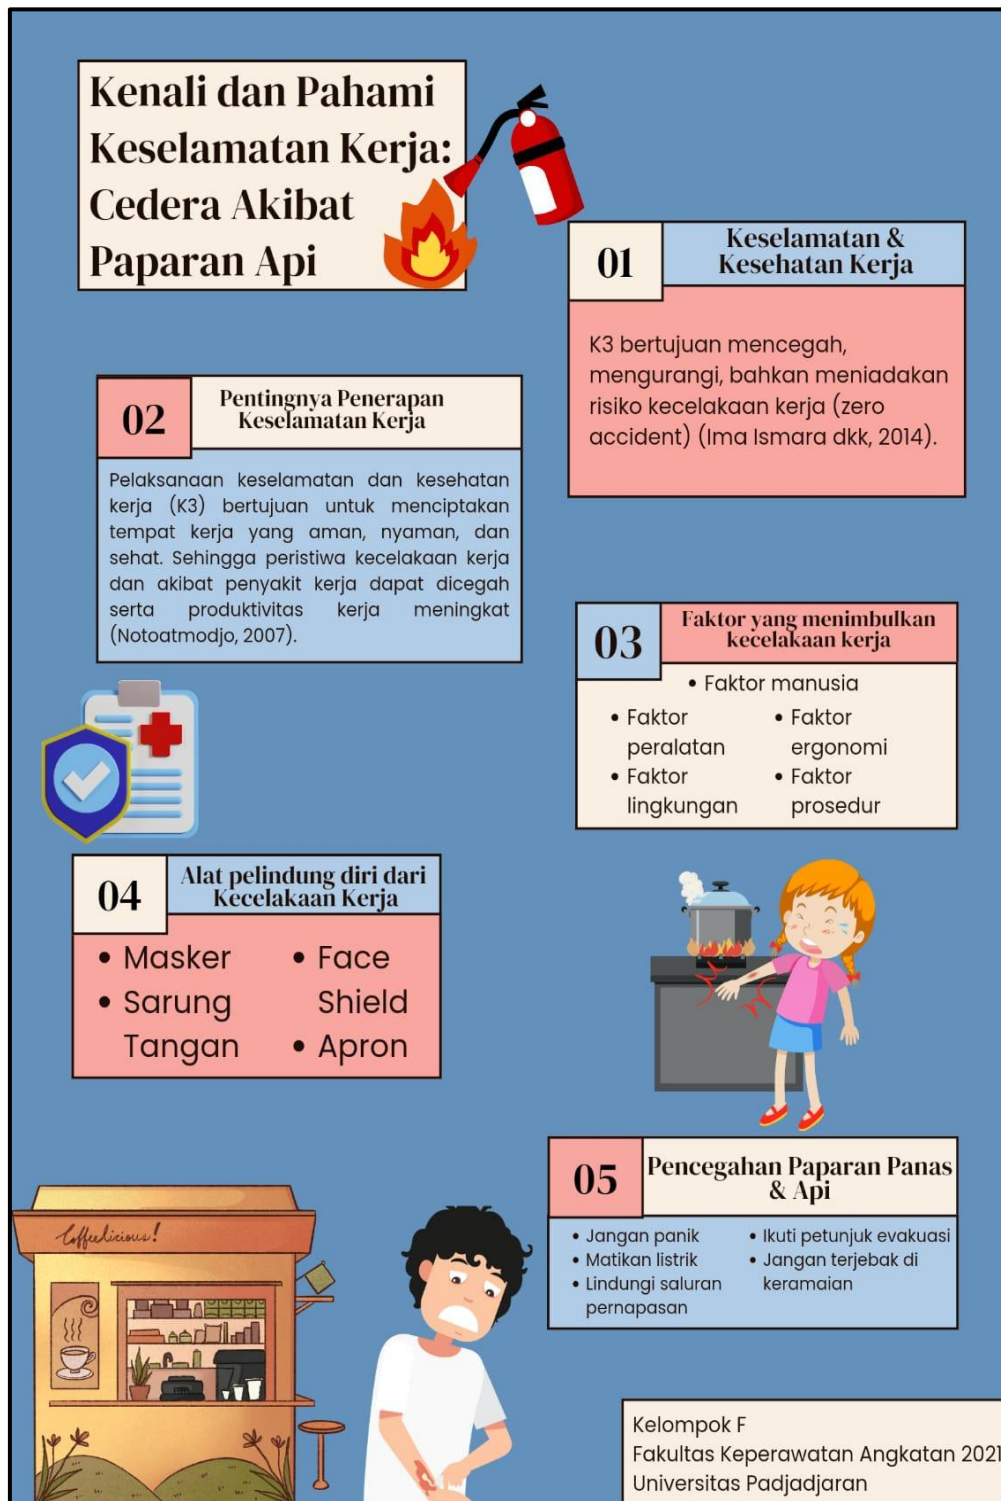 Kenali dan Pahami
Keselamatan Kerja:
Cedera Akibat
Paparan Api
01
Keselamatan &
Kesehatan Kerja
K3 bertujuan mencegah,
mengurangi, bahkan meniadakan
risiko kecelakaan kerja (zero
accident) (Ima Ismara dkk, 2014).
02
Pentingnya Penerapan
Keselamatan Kerja
Pelaksanaan keselamatan dan kesehatan
kerja (K3) bertujuan untuk menciptakan
tempat kerja yang aman, nyaman, dan
sehat. Sehingga peristiwa kecelakaan kerja
dan akibat penyakit kerja dapat dicegah
serta produktivitas kerja meningkat
(Notoatmodjo, 2007).
03
Faktor yang menimbulkan
kecelakaan kerja
• Faktor manusia
• Faktor
peralatan
• Faktor
lingkungan
• Faktor
ergonomi
• Faktor
prosedur
04
Alat pelindung diri dari
Kecelakaan Kerja
• Masker
• Sarung
Tangan
• Face
Shield
• Apron
05
Pencegahan Paparan Panas
& Api
• Jangan panik
• Matikan listrik
• Lindungi saluran
pernapasan
• Ikuti petunjuk evakuasi
• Jangan terjebak di
keramaian
Coffeelicious!
Kelompok F
Fakultas Keperawatan Angkatan 2021
Universitas Padjadjaran